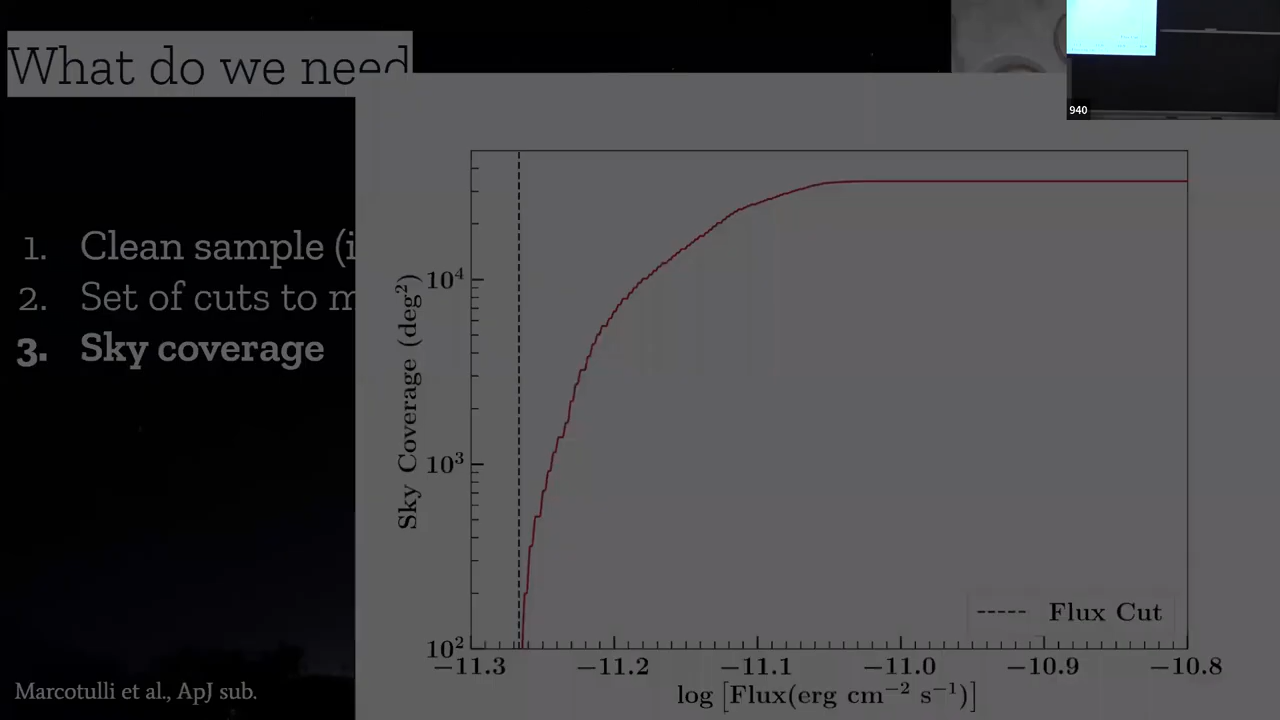 What do we need
940
1. Clean sample (i
2. Set of cuts to m
3. Sky coverage
Sky Coverage (deg²)
10⁴
10³
10²
Flux Cut
−11.3 −11.2 −11.1 −11.0 −10.9 −10.8
log [Flux(erg cm⁻² s⁻¹)]
Marcotulli et al., ApJ sub.